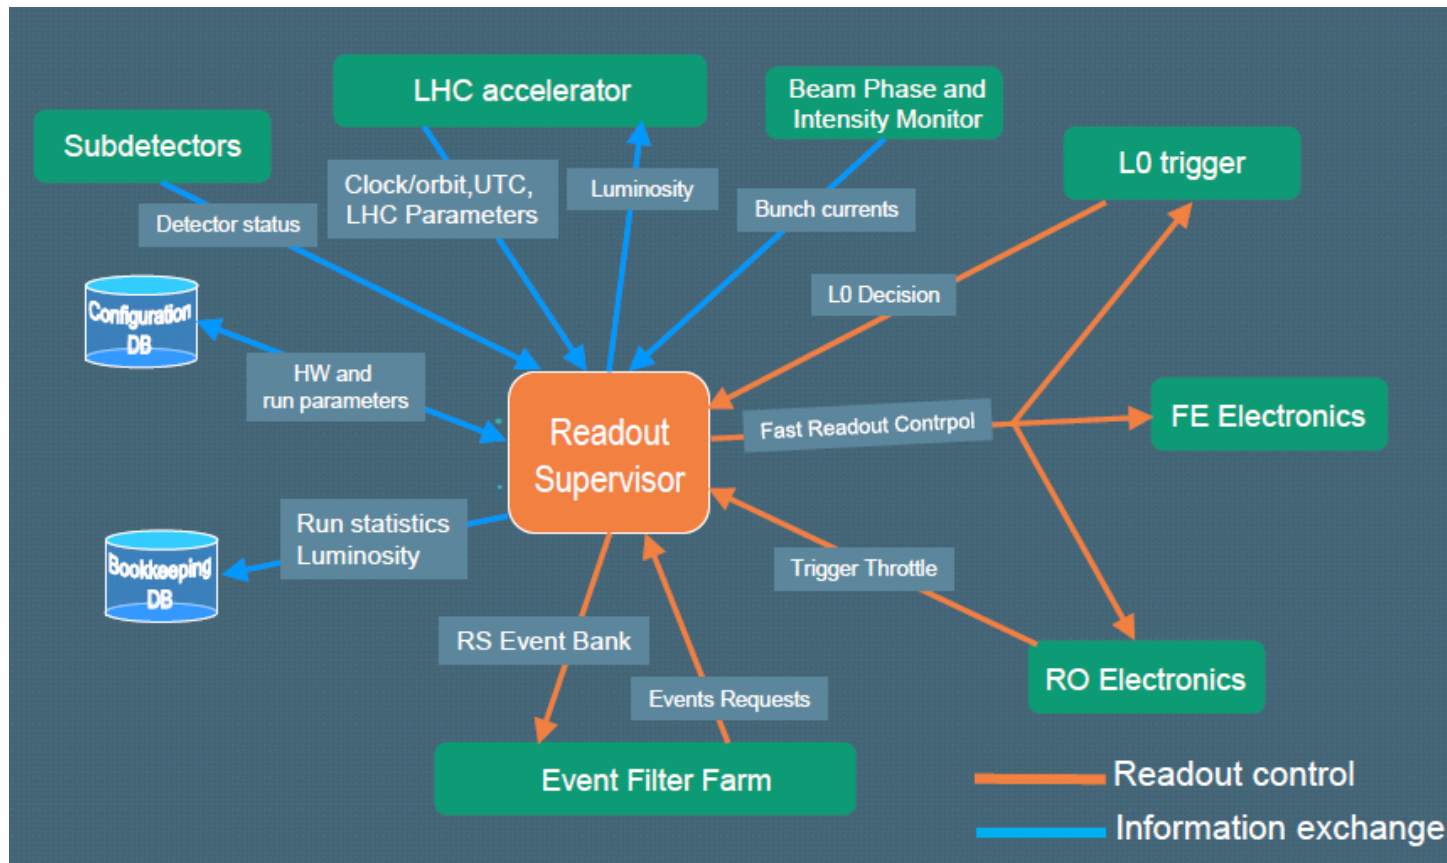 LHC accelerator
Beam Phase and
Intensity Monitor
Subdetectors
L0 trigger
Clock/orbit,UTC,
LHC Parameters
Luminosity
Bunch currents
Detector status
L0 Decision
Configuration
DB
HW and
run parameters
Readout
Supervisor
Fast Readout Contrpol
FE Electronics
Run statistics
Luminosity
Bookkeeping
DB
Trigger Throttle
RS Event Bank
Events Requests
RO Electronics
Event Filter Farm
Readout control
Information exchange